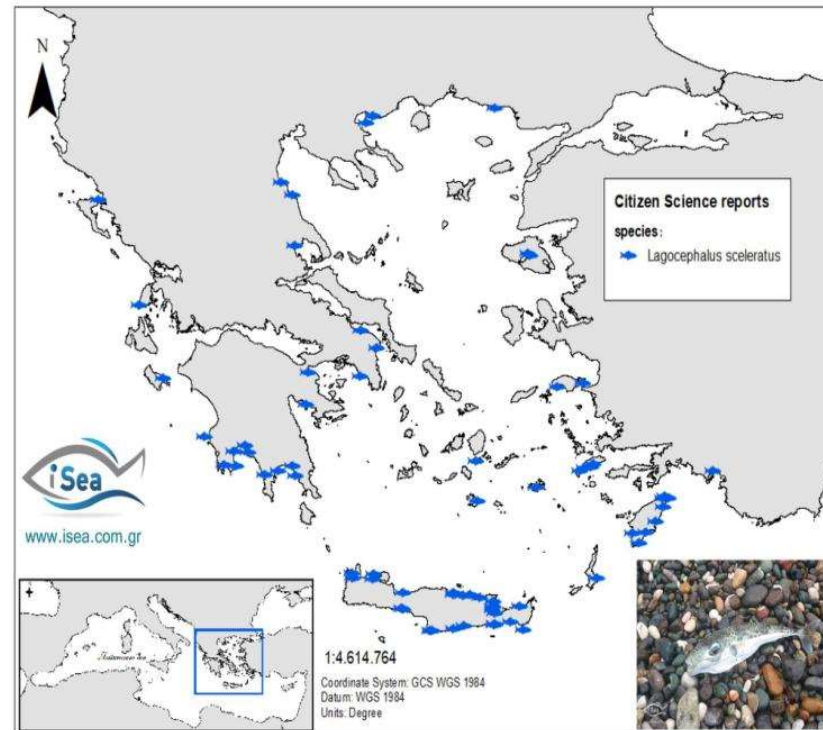 N
Citizen Science reports
species:
Lagocephalus sceleratus
iSea
www.isea.com.gr
1:4.614.764
Coordinate System: GCS WGS 1984
Datum: WGS 1984
Units: Degree